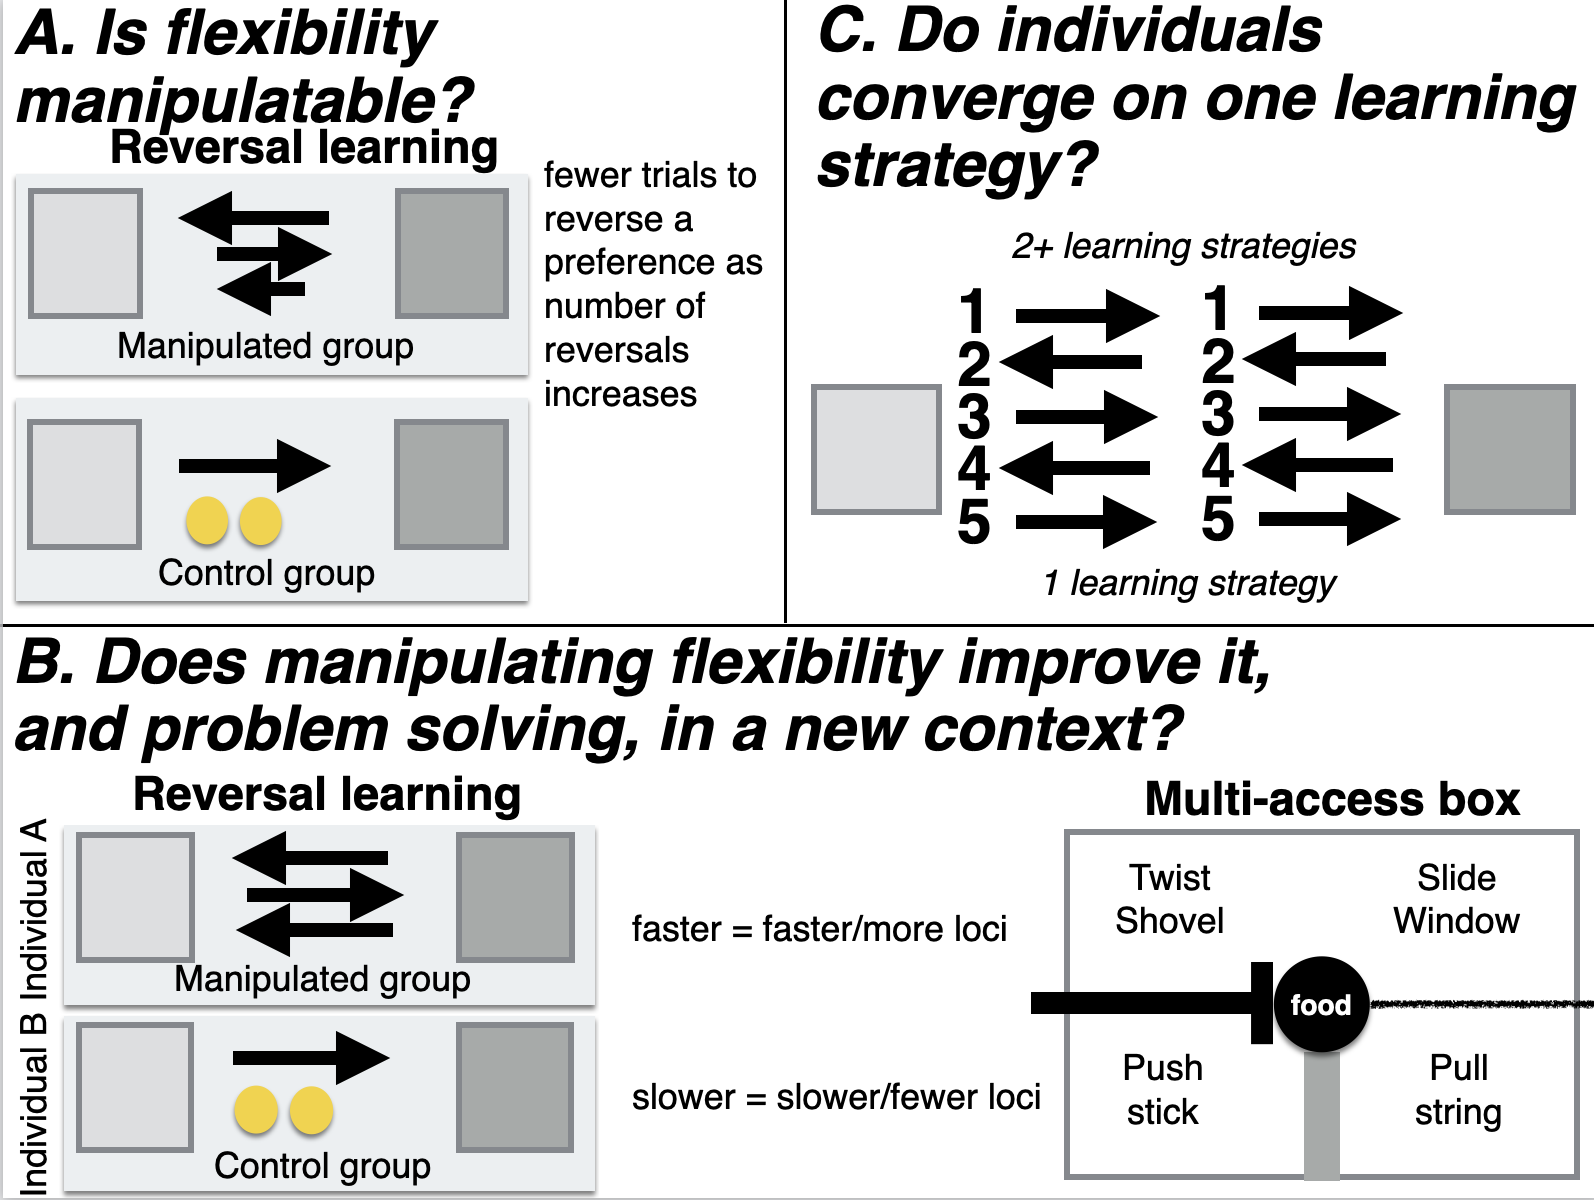 A. Is flexibility
manipulatable?
Reversal learning
Manipulated group
Control group
fewer trials to
reverse a
preference as
number of
reversals
increases
C. Do individuals
converge on one learning
strategy?
2+ learning strategies
1 1
2 2
3 3
4 4
5 5
1 learning strategy
B. Does manipulating flexibility improve it,
and problem solving, in a new context?
Reversal learning
Individual A
Manipulated group
Individual B
Control group
faster = faster/more loci
slower = slower/fewer loci
Multi-access box
Twist
Shovel
Slide
Window
food
Push
stick
Pull
string